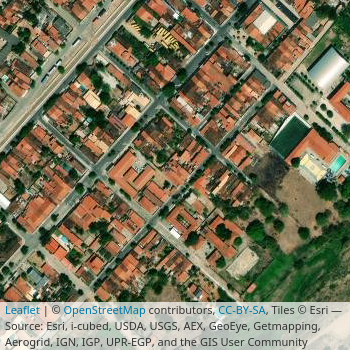 Leaflet | © OpenStreetMap contributors, CC-BY-SA, Tiles © Esri —
Source: Esri, i-cubed, USDA, USGS, AEX, GeoEye, Getmapping,
Aerogrid, IGN, IGP, UPR-EGP, and the GIS User Community